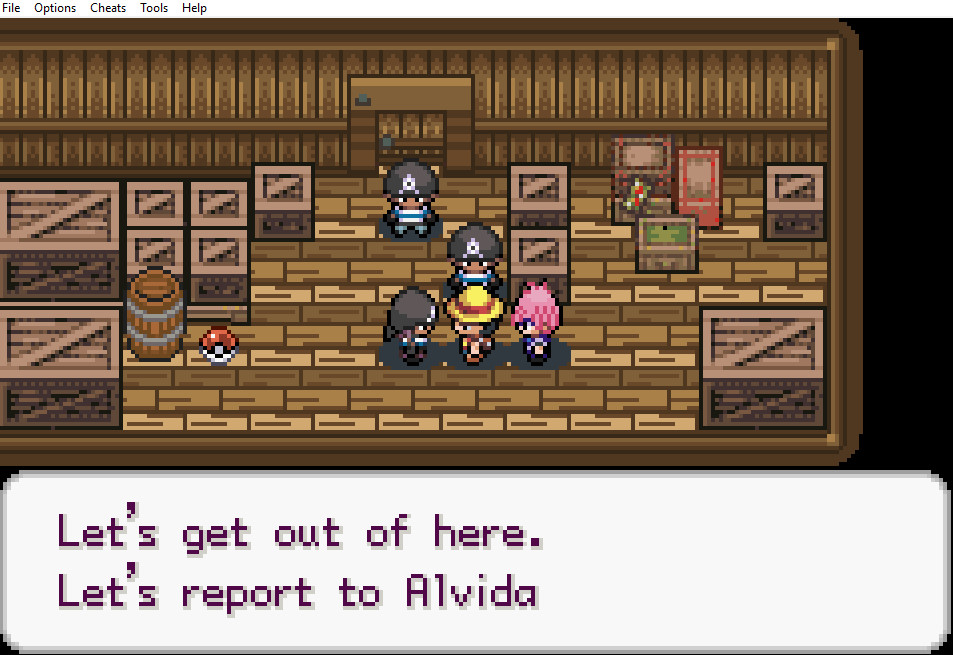 File Options Cheats Tools Help
Let's get out of here.
Let's report to Alvida